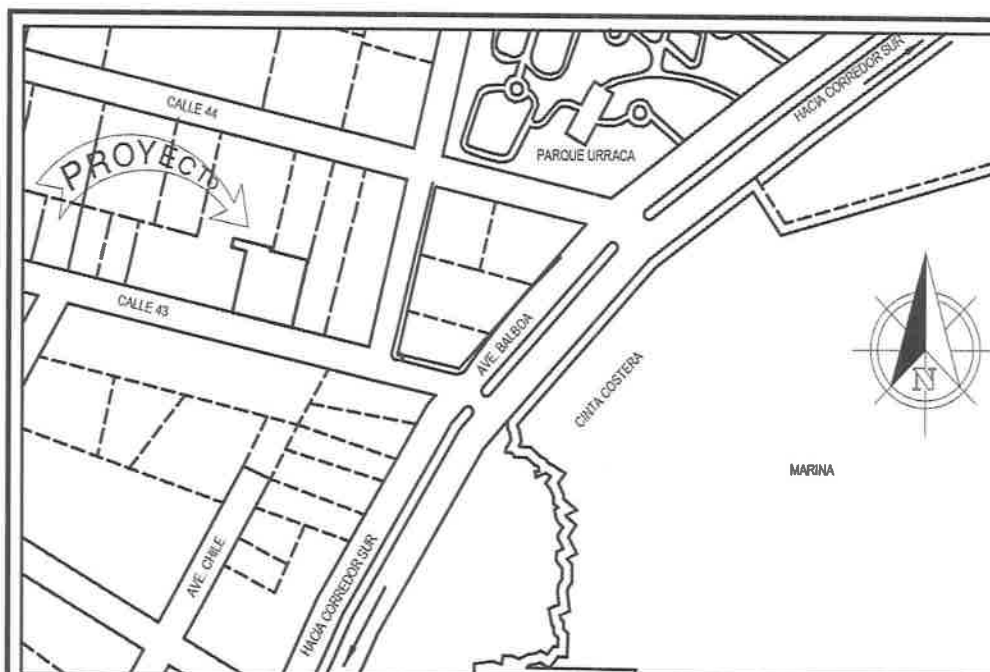 CALLE 44
HACIA CORREDOR SUR
PROYECTO
PARQUE URRACA
CALLE 43
AVE. BALBOA
CINTA COSTERA
N
MARINA
AVE. CHILE
HACIA CORREDOR SUR